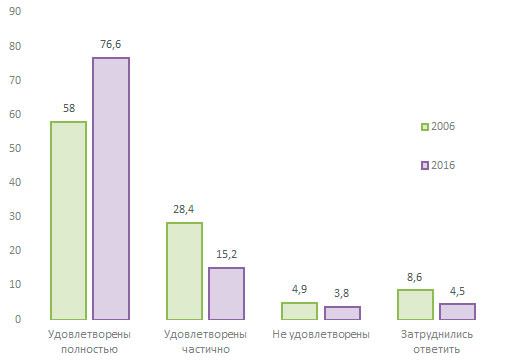 90
80
70
60
50
40
30
20
10
0
58
76,6
28,4
15,2
4,9
3,8
8,6
4,5
2006
2016
Удовлетворены
полностью
Удовлетворены
частично
Не удовлетворены
Затруднились
ответить